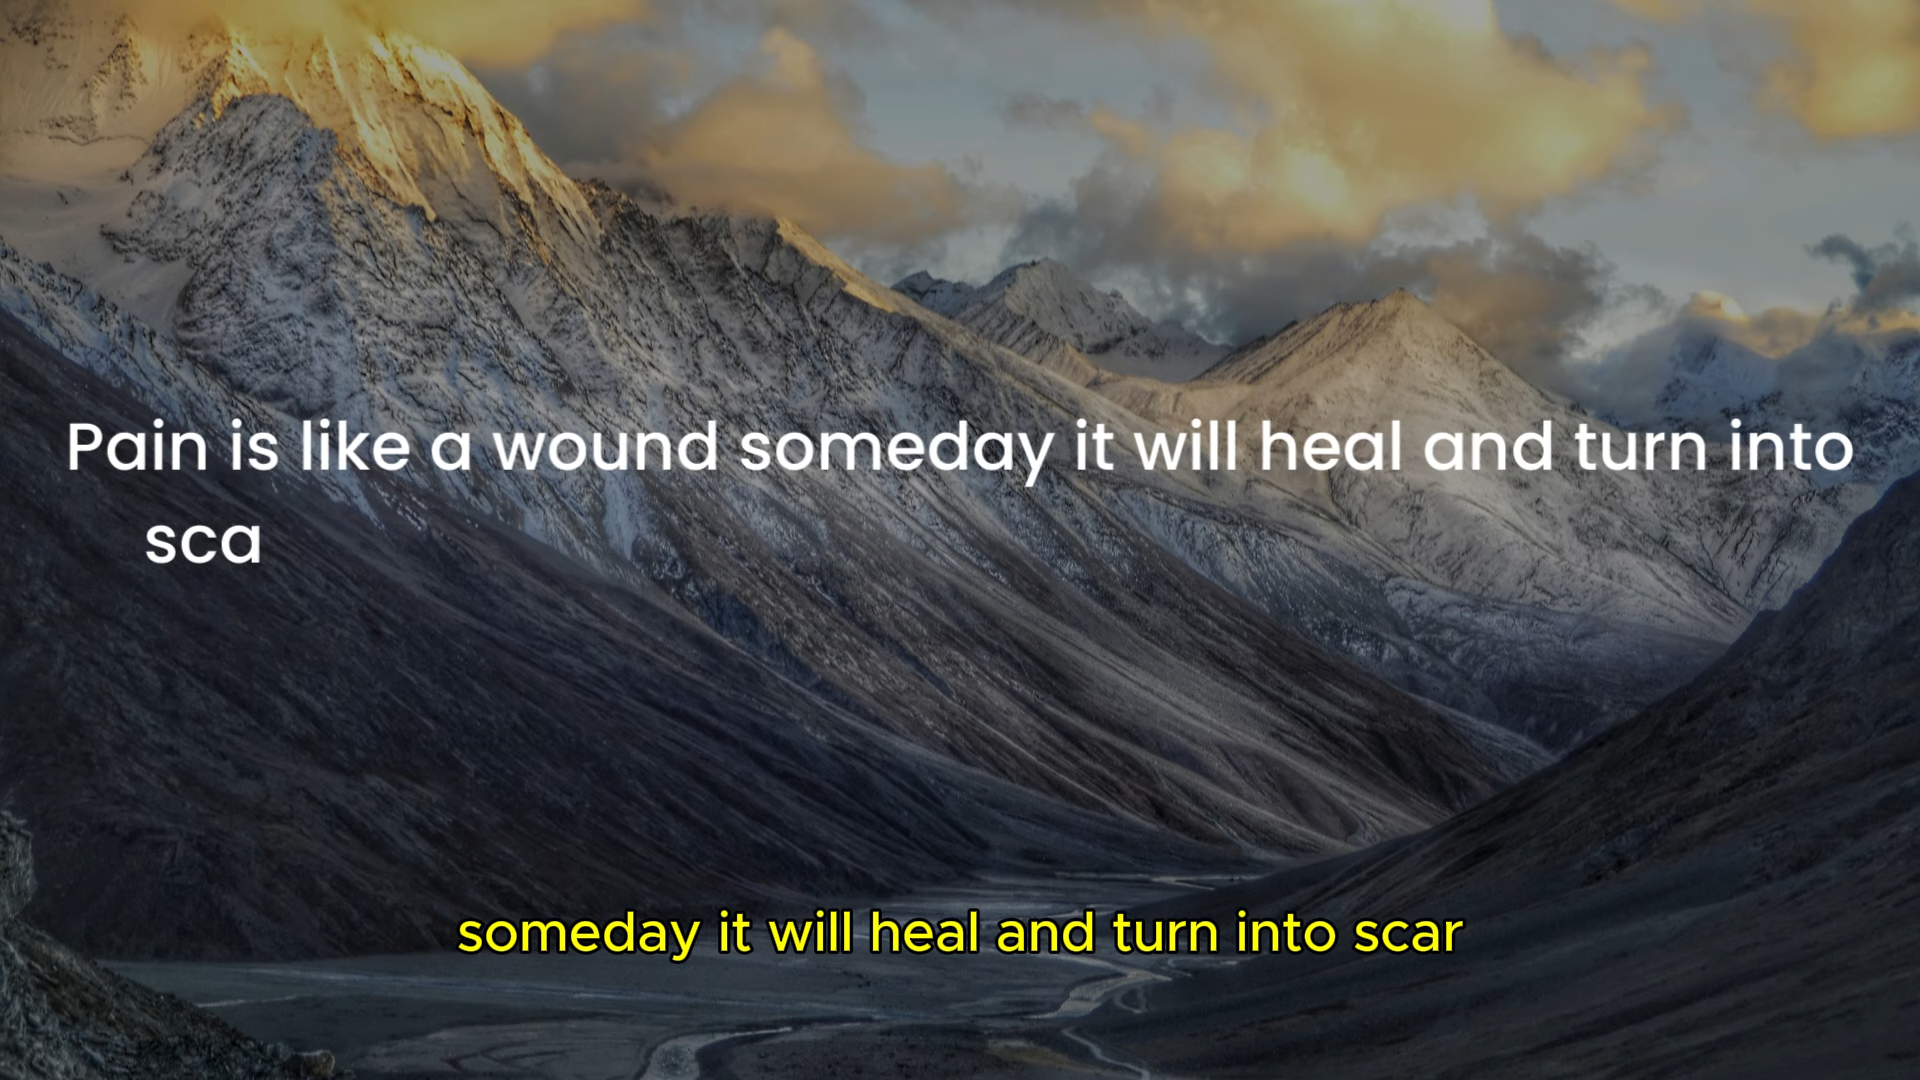 Pain is like a wound someday it will heal and turn into
sca
someday it will heal and turn into scar